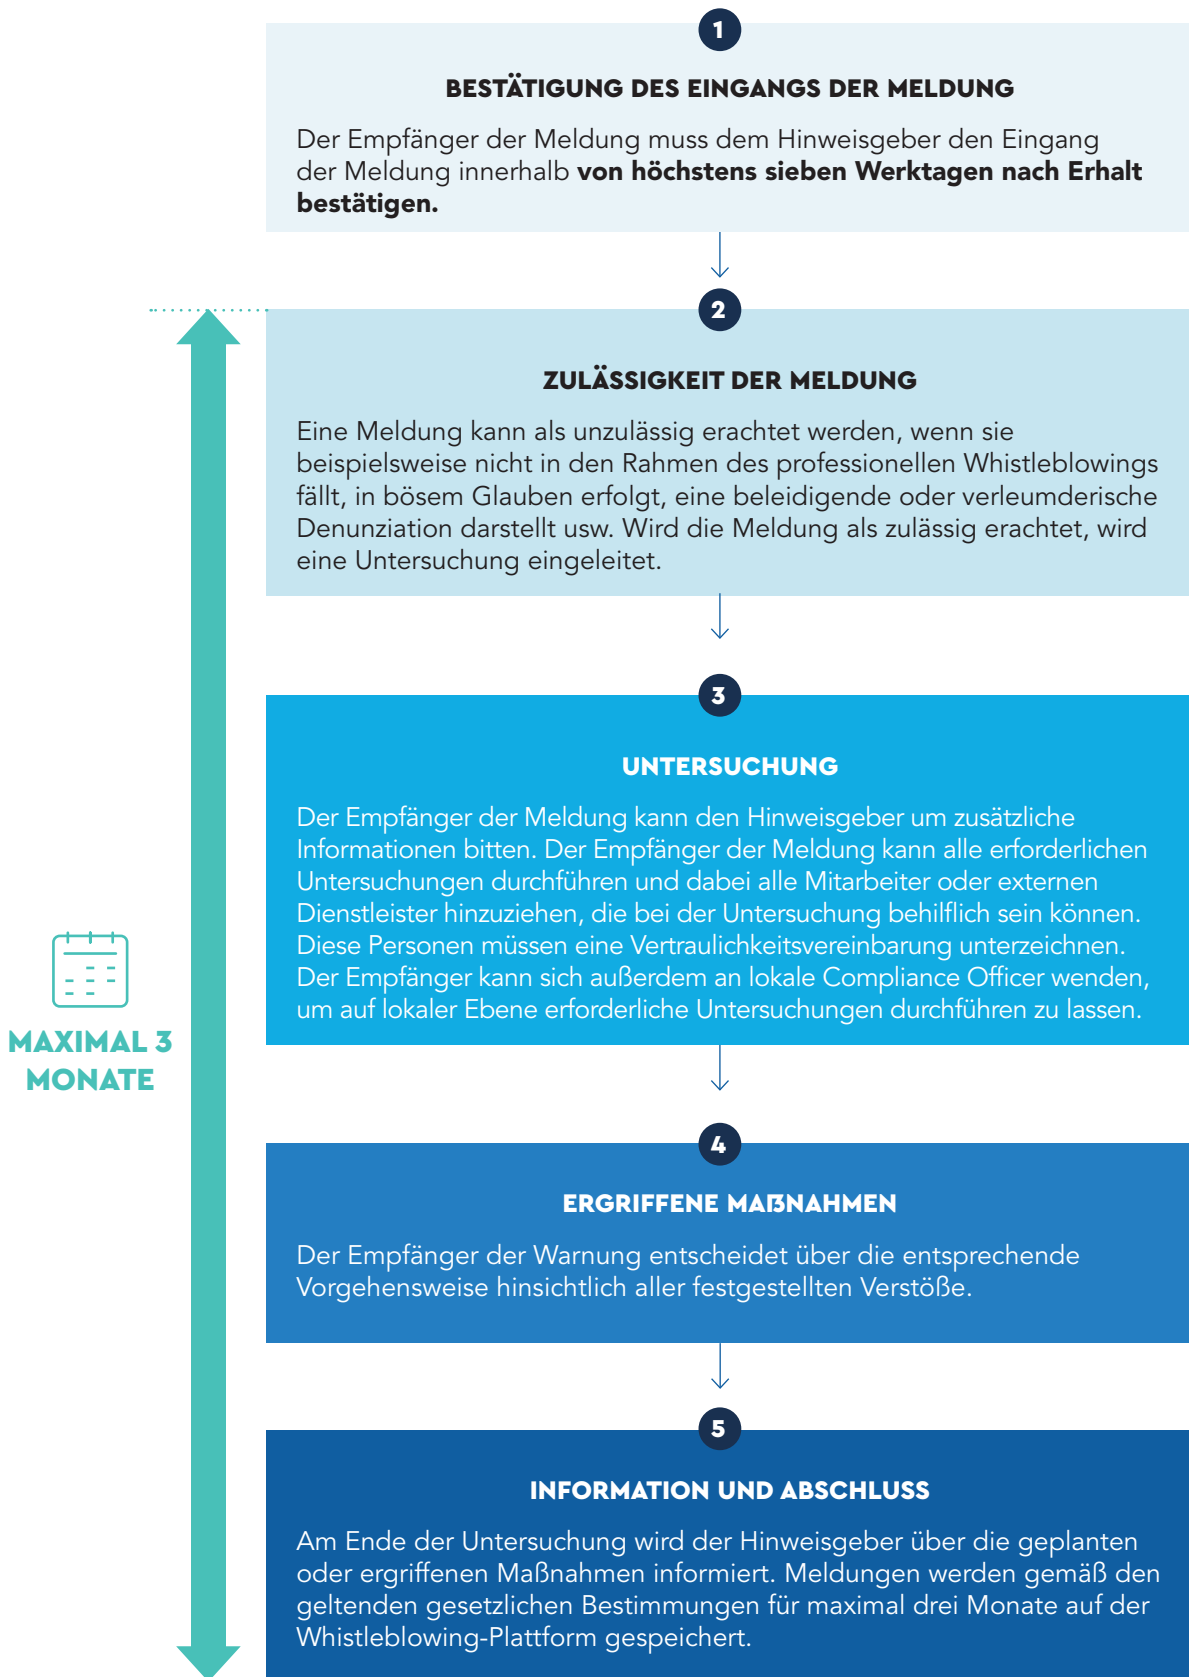 1
BESTÄTIGUNG DES EINGANGS DER MELDUNG
Der Empfänger der Meldung muss dem Hinweisgeber den Eingang
der Meldung innerhalb von höchstens sieben Werktagen nach Erhalt
bestätigen.
2
ZULÄSSIGKEIT DER MELDUNG
Eine Meldung kann als unzulässig erachtet werden, wenn sie
beispielsweise nicht in den Rahmen des professionellen Whistleblowings
fällt, in bösem Glauben erfolgt, eine beleidigende oder verleumderische
Denunziation darstellt usw. Wird die Meldung als zulässig erachtet, wird
eine Untersuchung eingeleitet.
3
UNTERSUCHUNG
Der Empfänger der Meldung kann den Hinweisgeber um zusätzliche
Informationen bitten. Der Empfänger der Meldung kann alle erforderlichen
Untersuchungen durchführen und dabei alle Mitarbeiter oder externen
Dienstleister hinzuziehen, die bei der Untersuchung behilflich sein können.
Diese Personen müssen eine Vertraulichkeitsvereinbarung unterzeichnen.
Der Empfänger kann sich außerdem an lokale Compliance Officer wenden,
um auf lokaler Ebene erforderliche Untersuchungen durchführen zu lassen.
MAXIMAL 3
MONATE
4
ERGRIFFENE MAßNAHMEN
Der Empfänger der Warnung entscheidet über die entsprechende
Vorgehensweise hinsichtlich aller festgestellten Verstöße.
5
INFORMATION UND ABSCHLUSS
Am Ende der Untersuchung wird der Hinweisgeber über die geplanten
oder ergriffenen Maßnahmen informiert. Meldungen werden gemäß den
geltenden gesetzlichen Bestimmungen für maximal drei Monate auf der
Whistleblowing-Plattform gespeichert.